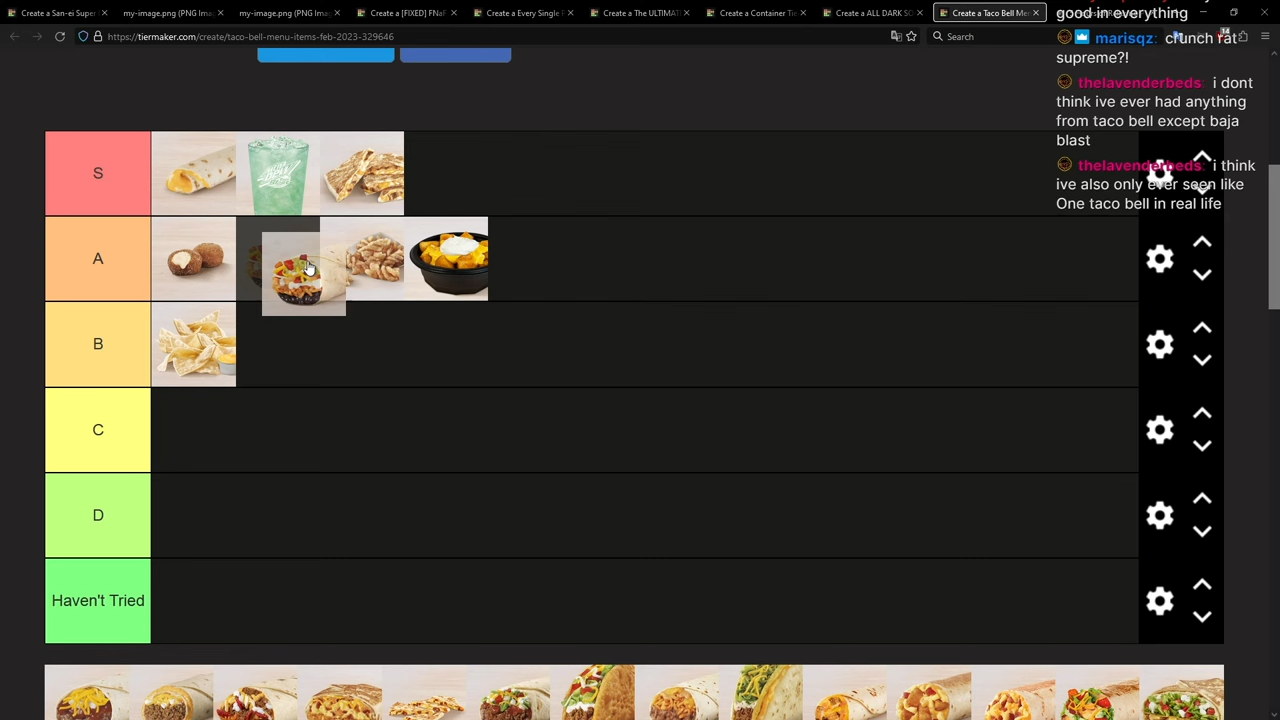 Create a San-ei Super
my-image.png (PNG Ima
my-image.png (PNG Ima
Create a [FIXED] FNaF
Create a Every Single F
Create a The ULTIMAT
Create a Container Tie
Create a ALL DARK SO
Create a Taco Bell Me
https://tiermaker.com/create/taco-bell-menu-items-feb-2023-329646
Search
good in everything
marisqz: crunch rat
supreme?!
thelavenderbeds: i dont
think ive ever had anything
from taco bell except baja
blast
thelavenderbeds: i think
ive also only ever seen like
One taco bell in real life
S
A
B
C
D
Haven't Tried